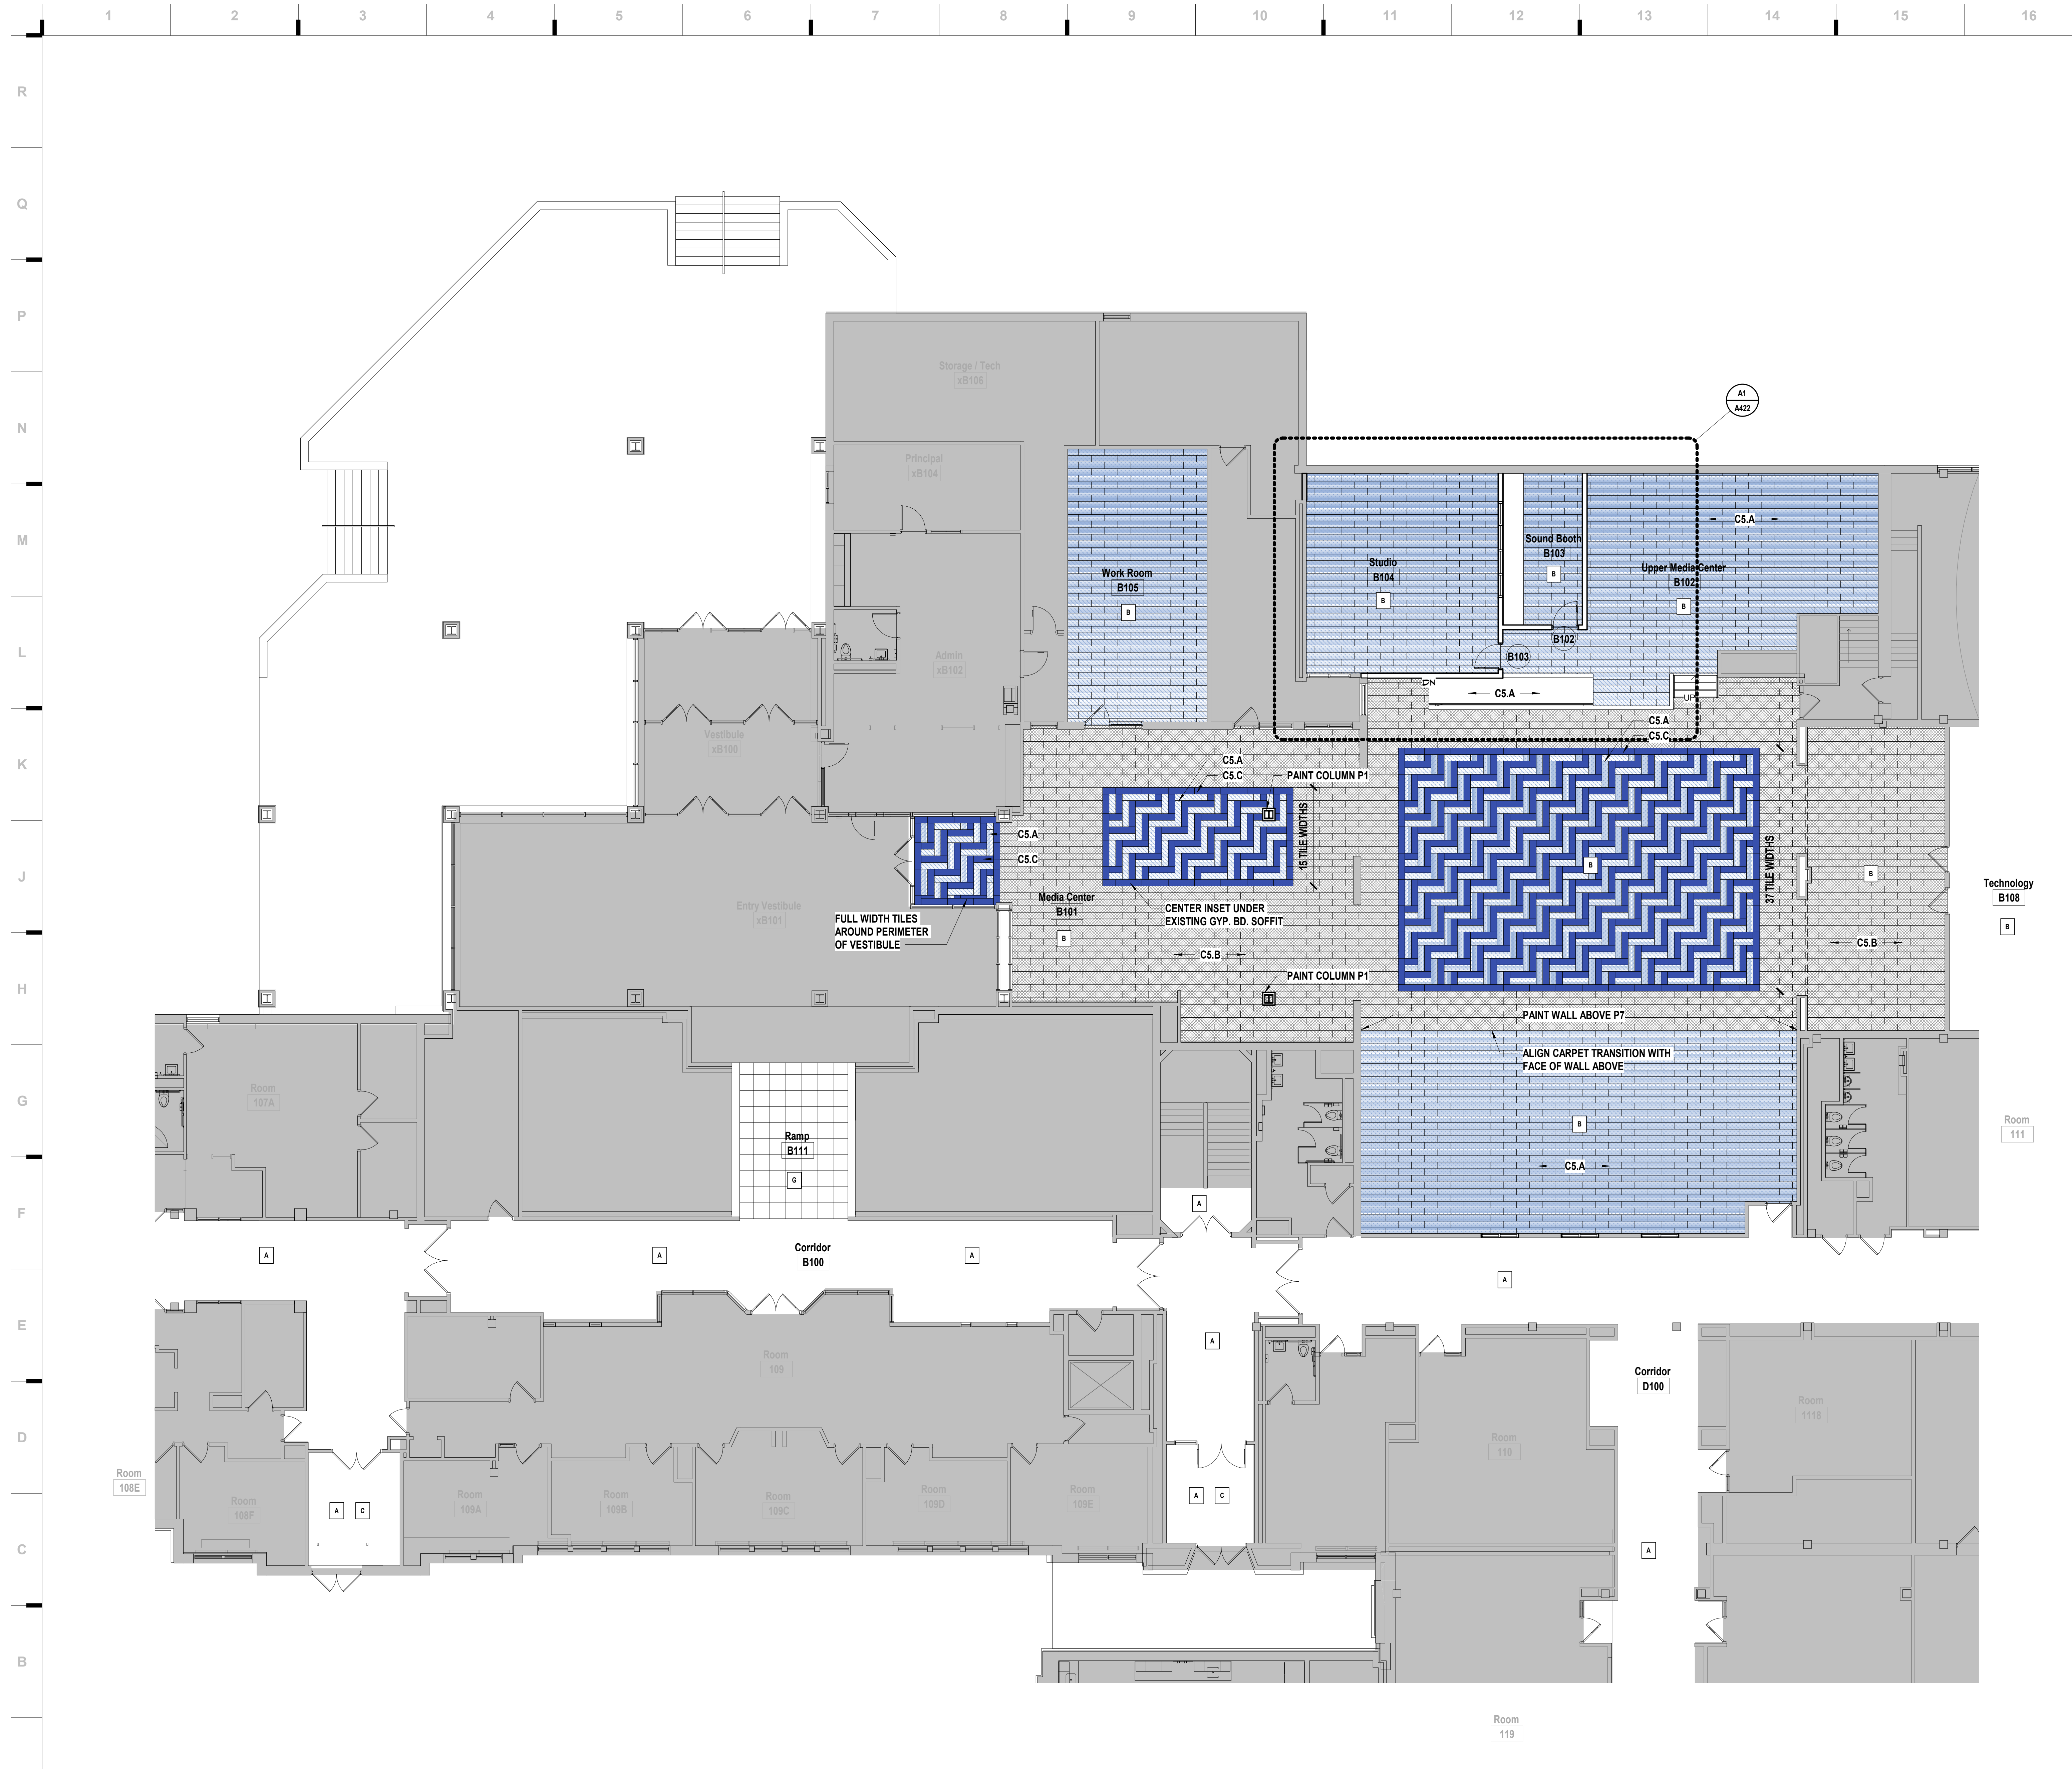 1 2 3 4 5 6 7 8 9 10 11 12 13 14 15 16
R
Q
P
N
M
L
K
J
H
G
F
E
D
C
B
Storage / Tech
xB106
A1
A422
Principal
xB104
C5.A
Sound Booth
B103
B
Studio
B104
B
Upper Media Center
B102
B
Work Room
B105
B
B102
B103
Admin
xB102
DN
C5.A
UP
C5.A
C5.C
Vestibule
xB100
C5.A
C5.C
PAINT COLUMN P1
15 TILE WIDTHS
37 TILE WIDTHS
C5.A
C5.C
B
B
Technology
B108
B
Media Center
B101
B
Entry Vestibule
xB101
CENTER INSET UNDER
EXISTING GYP. BD. SOFFIT
FULL WIDTH TILES
AROUND PERIMETER
OF VESTIBULE
C5.B
C5.B
PAINT COLUMN P1
PAINT WALL ABOVE P7
ALIGN CARPET TRANSITION WITH
FACE OF WALL ABOVE
Room
107A
B
Room
111
Ramp
B111
G
C5.A
A
A
A
Corridor
B100
A
A
A
Room
109
Corridor
D100
Room
111B
Room
110
Room
108E
Room
108F
A C
Room
109A
Room
109B
Room
109C
Room
109D
Room
109E
A C
A
Room
119